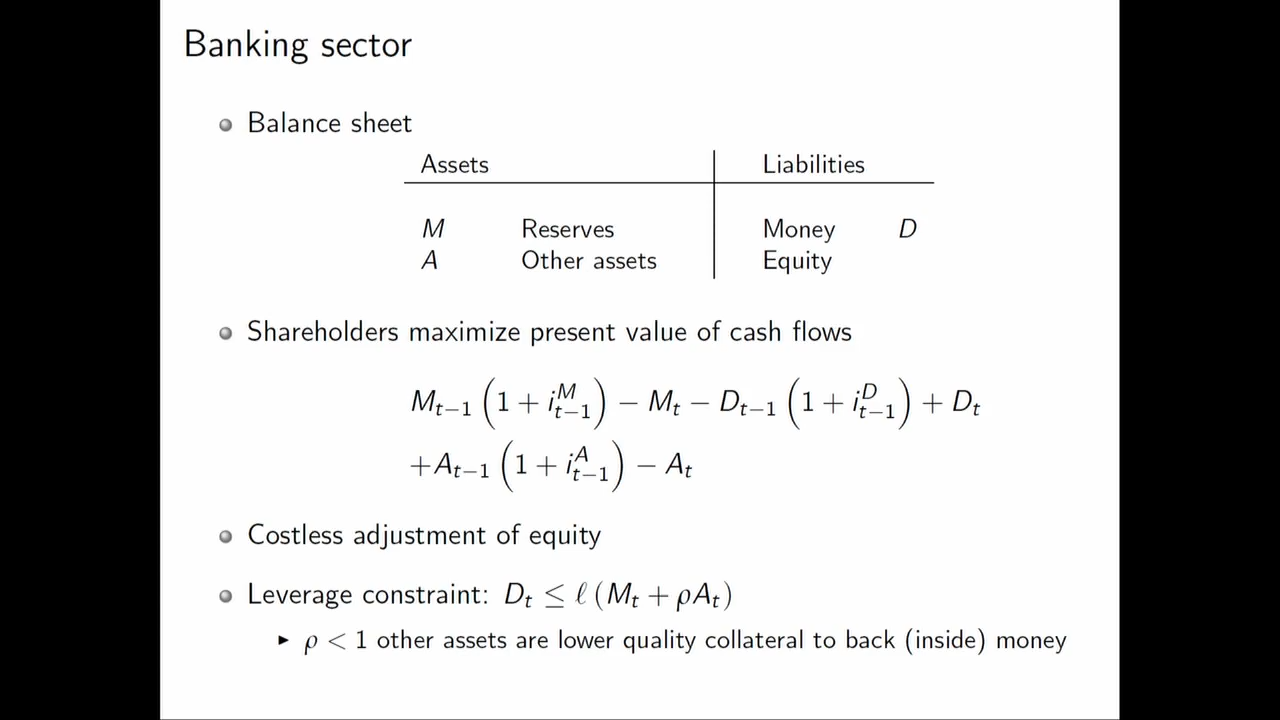 Banking sector
Balance sheet
Assets Liabilities
M Reserves Money D
A Other assets Equity
Shareholders maximize present value of cash flows
M_{t−1} (1 + i^M_{t−1}) − M_t − D_{t−1} (1 + i^D_{t−1}) + D_t
+A_{t−1} (1 + i^A_{t−1}) − A_t
Costless adjustment of equity
Leverage constraint: D_t ≤ ℓ (M_t + ρA_t)
ρ < 1 other assets are lower quality collateral to back (inside) money